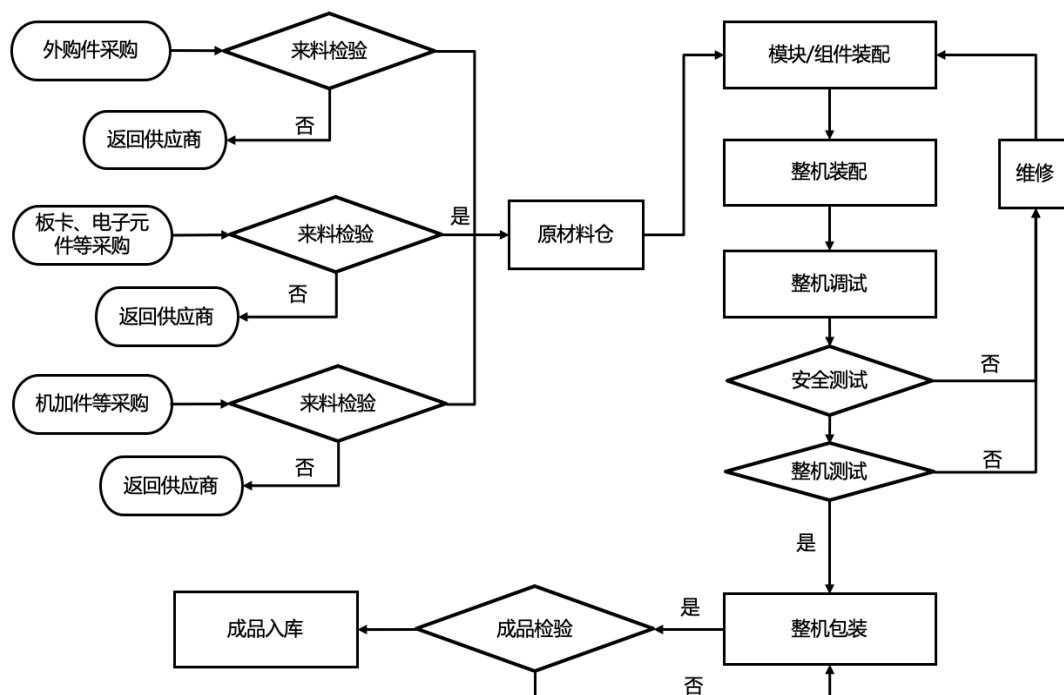 外购件采购
来料检验
否
返回供应商
板卡、电子元
件等采购
来料检验
是
否
返回供应商
机加件等采购
来料检验
否
返回供应商
原材料仓
模块/组件装配
整机装配
维修
整机调试
安全测试
否
整机测试
否
是
整机包装
是
成品检验
成品入库
否